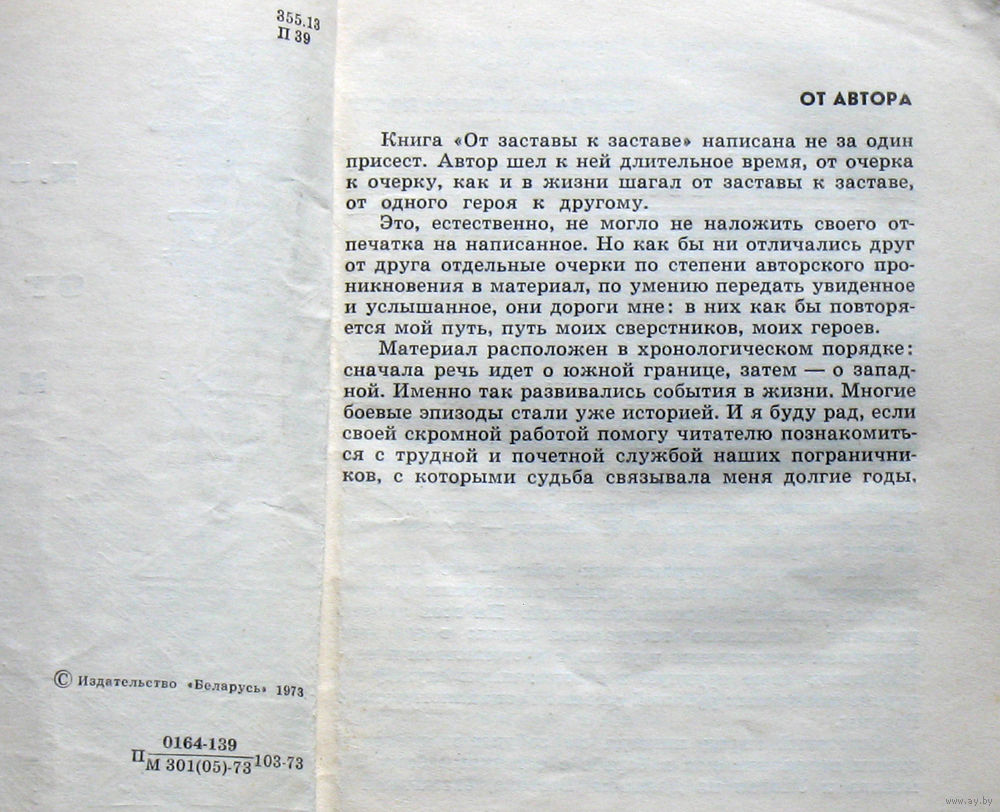 355.13
П 39
© Издательство «Беларусь» 1973
П 0164-139 103-73
М 301(05)-73
ОТ АВТОРА
Книга «От заставы к заставе» написана не за один
присест. Автор шел к ней длительное время, от очерка
к очерку, как и в жизни шагал от заставы к заставе,
от одного героя к другому.
Это, естественно, не могло не наложить своего от-
печатка на написанное. Но как бы ни отличались друг
от друга отдельные очерки по степени авторского про-
никновения в материал, по умению передать увиденное
и услышанное, они дороги мне: в них как бы повторя-
ется мой путь, путь моих сверстников, моих героев.
Материал расположен в хронологическом порядке:
сначала речь идет о южной границе, затем — о запад-
ной. Именно так развивались события в жизни. Многие
боевые эпизоды стали уже историей. И я буду рад, если
своей скромной работой помогу читателю познакомить-
ся с трудной и почетной службой наших погранични-
ков, с которыми судьба связывала меня долгие годы.
www.ay.by